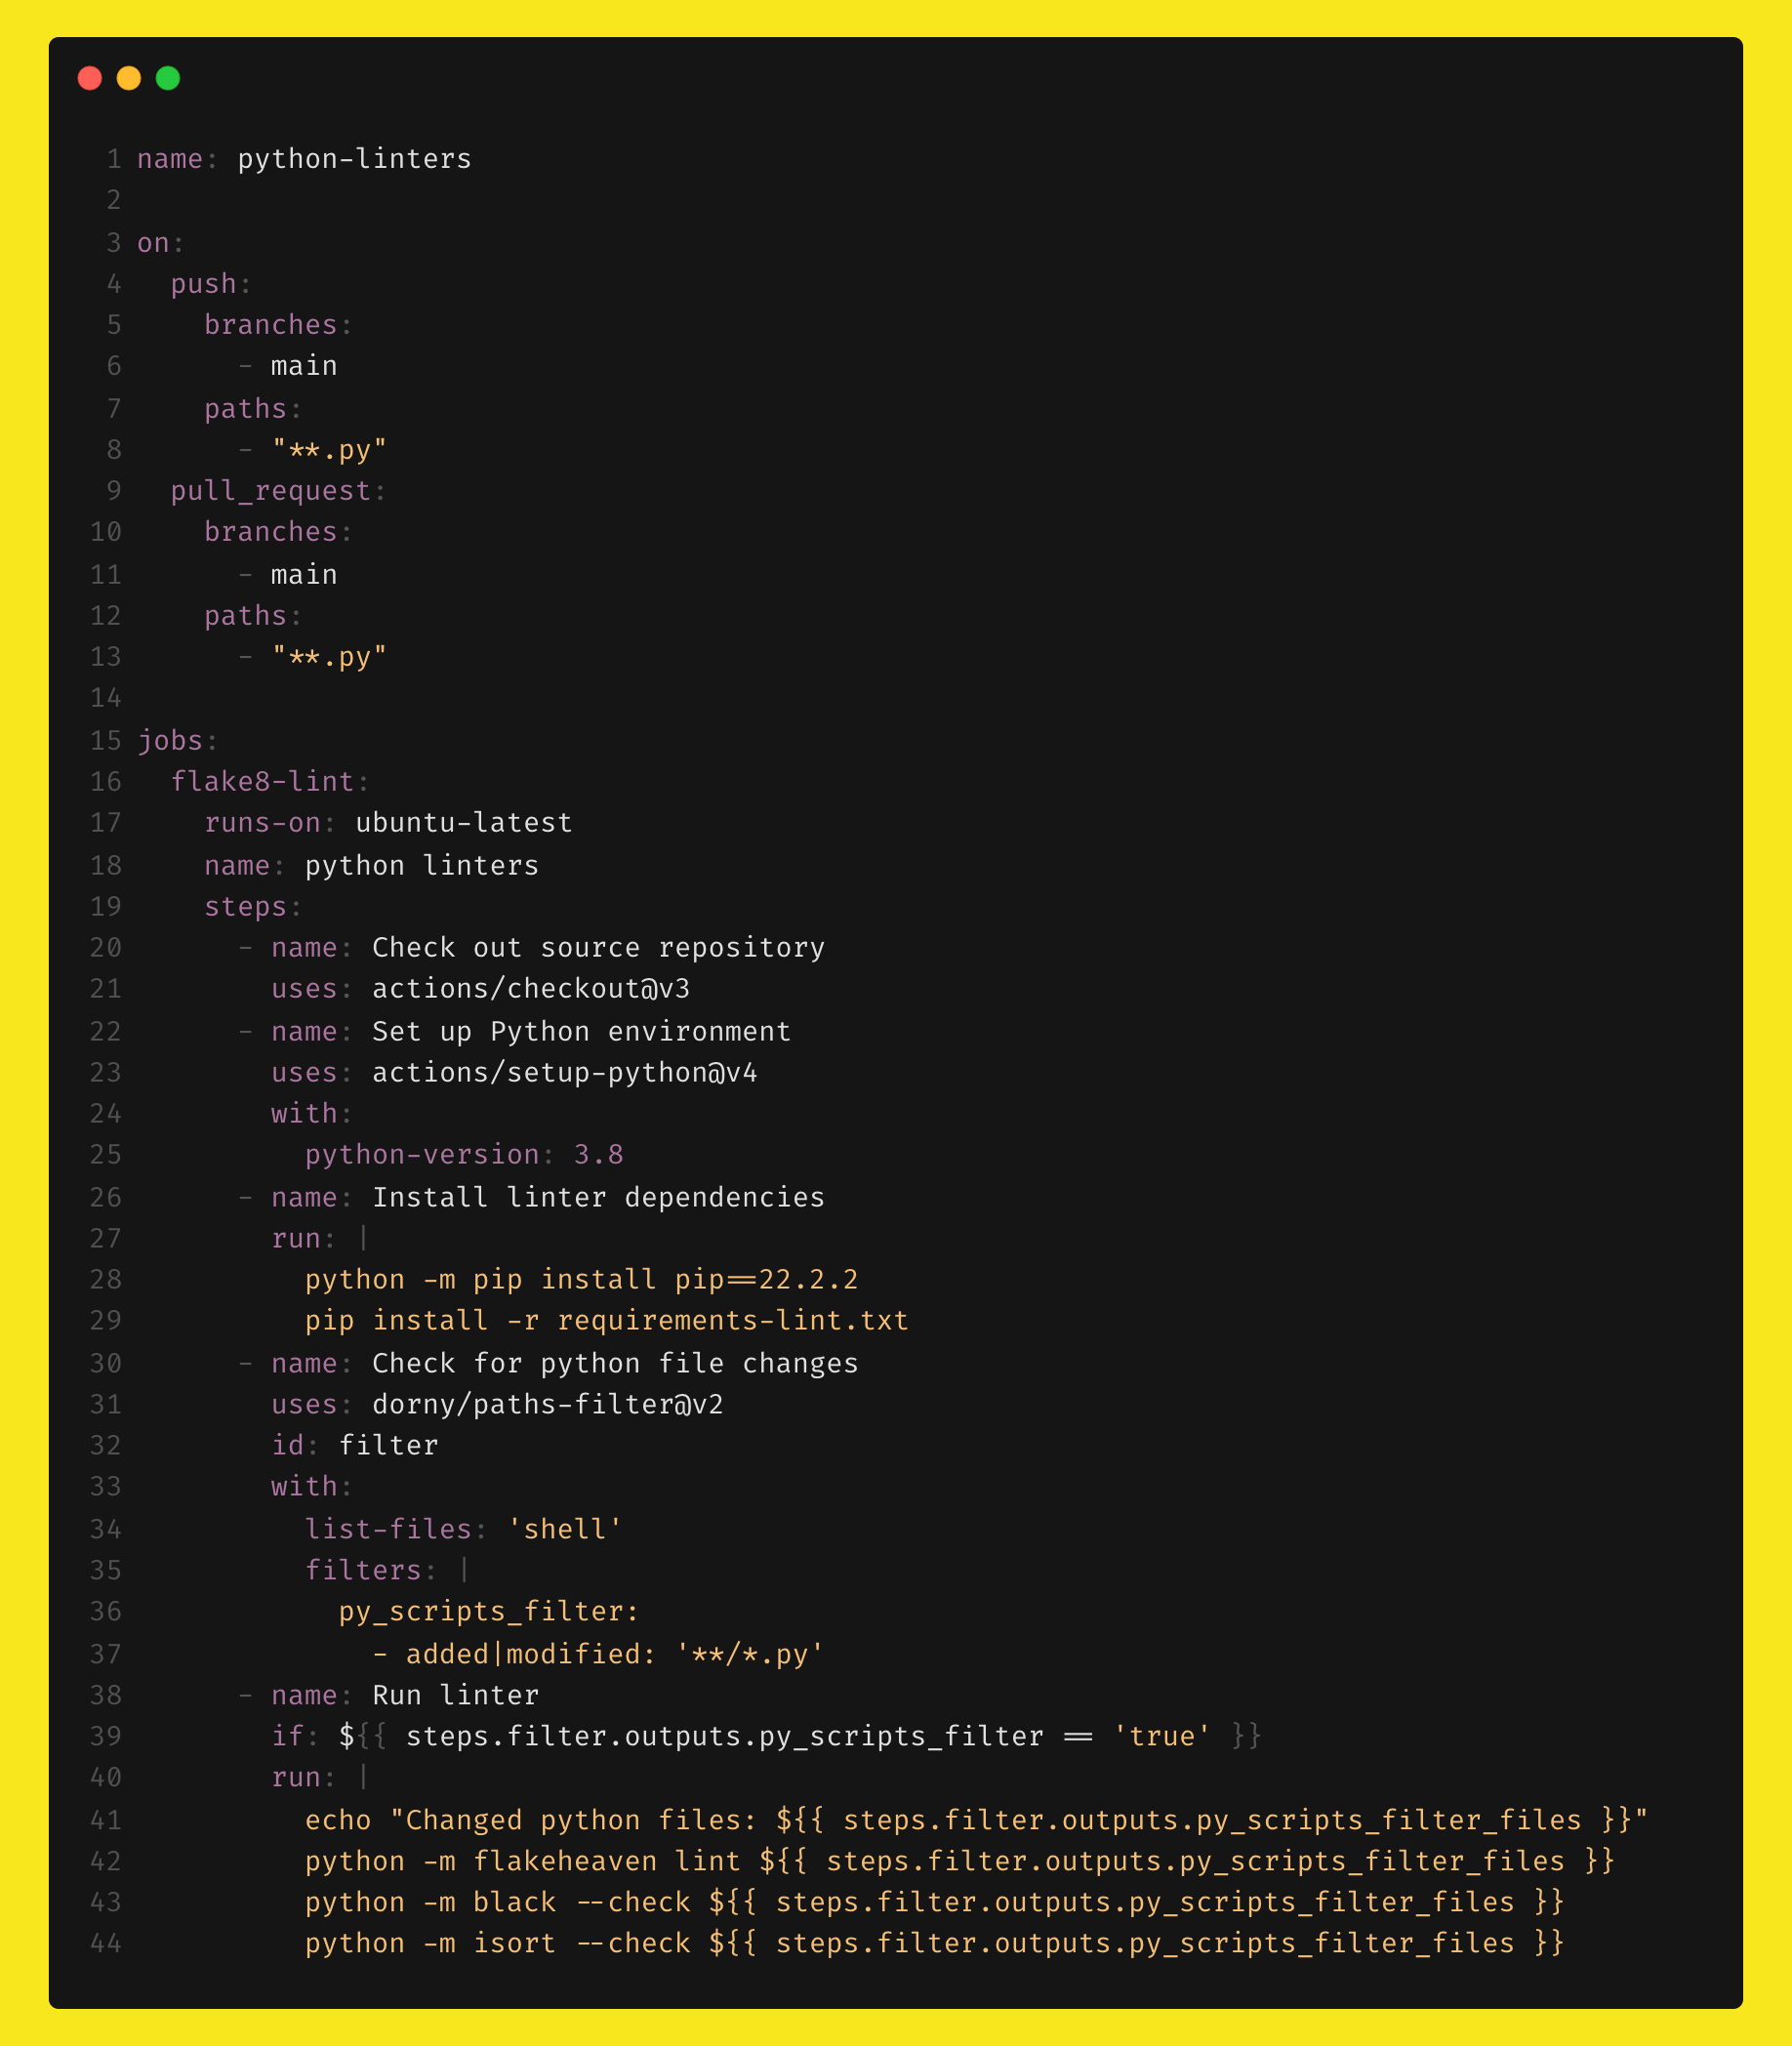 1 name: python-linters
2
3 on:
4   push:
5     branches:
6       - main
7     paths:
8       - "**.py"
9   pull_request:
10     branches:
11       - main
12     paths:
13       - "**.py"
14
15 jobs:
16   flake8-lint:
17     runs-on: ubuntu-latest
18     name: python linters
19     steps:
20       - name: Check out source repository
21         uses: actions/checkout@v3
22       - name: Set up Python environment
23         uses: actions/setup-python@v4
24         with:
25           python-version: 3.8
26       - name: Install linter dependencies
27         run: |
28           python -m pip install pip==22.2.2
29           pip install -r requirements-lint.txt
30       - name: Check for python file changes
31         uses: dorny/paths-filter@v2
32         id: filter
33         with:
34           list-files: 'shell'
35           filters: |
36             py_scripts_filter:
37               - added|modified: '**/*.py'
38       - name: Run linter
39         if: ${{ steps.filter.outputs.py_scripts_filter == 'true' }}
40         run: |
41           echo "Changed python files: ${{ steps.filter.outputs.py_scripts_filter_files }}"
42           python -m flakeheaven lint ${{ steps.filter.outputs.py_scripts_filter_files }}
43           python -m black --check ${{ steps.filter.outputs.py_scripts_filter_files }}
44           python -m isort --check ${{ steps.filter.outputs.py_scripts_filter_files }}